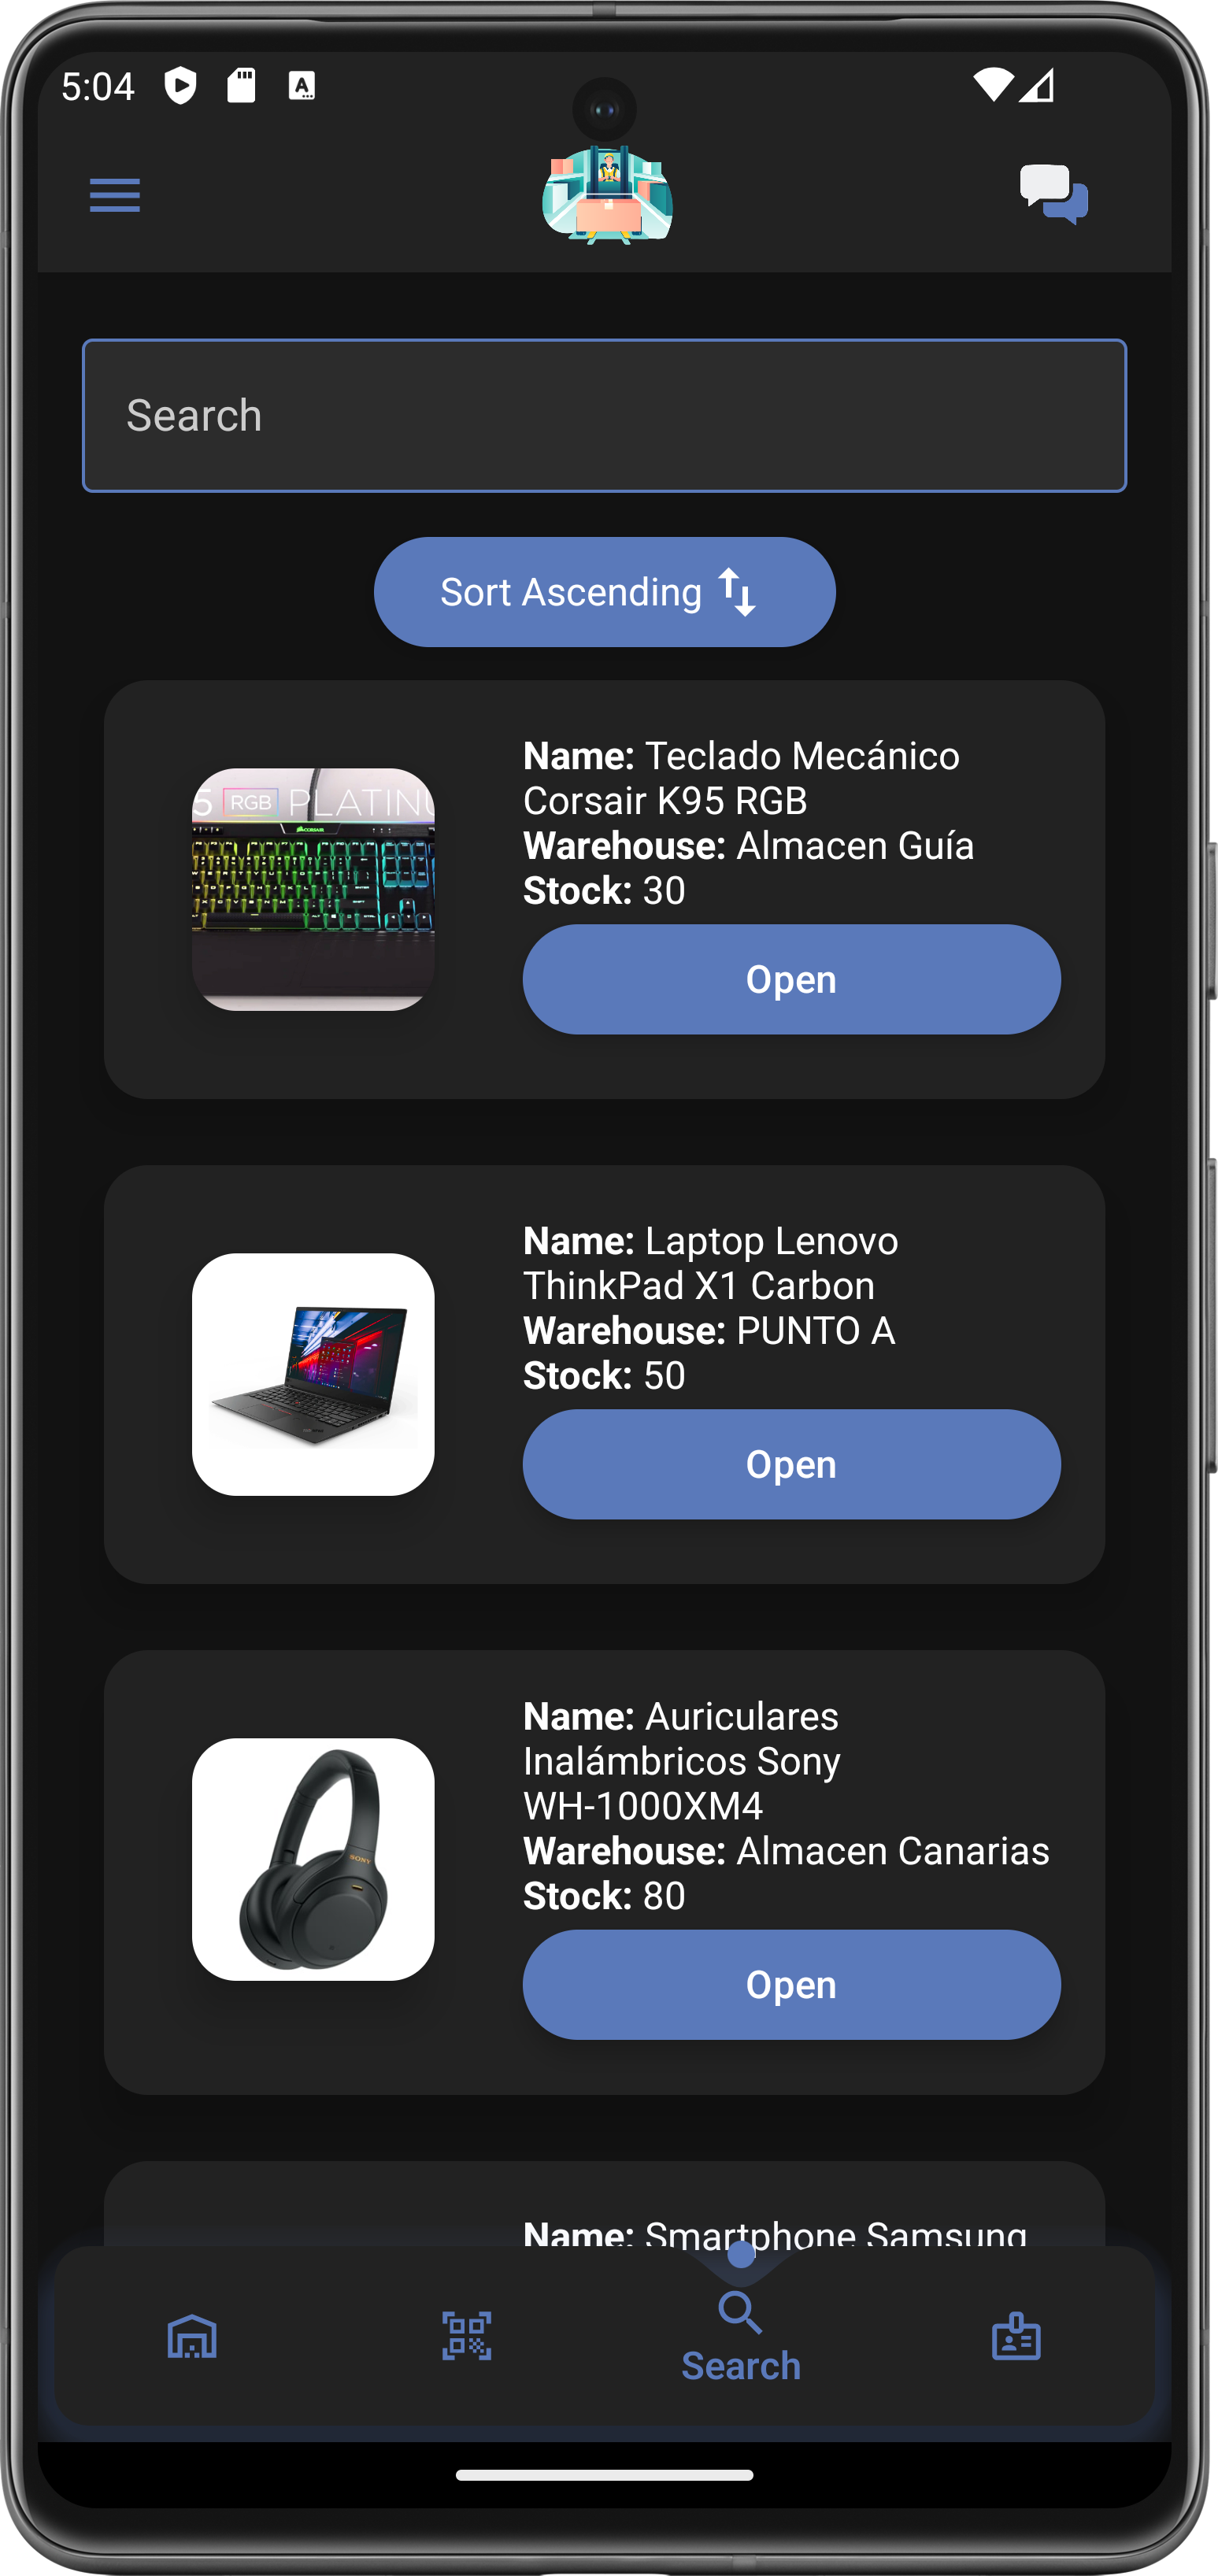 5:04
Search
Sort Ascending
5 RGB PLATINU
CORSAIR
Name: Teclado Mecánico
Corsair K95 RGB
Warehouse: Almacen Guía
Stock: 30
Open
Name: Laptop Lenovo
ThinkPad X1 Carbon
Warehouse: PUNTO A
Stock: 50
Open
SONY
Name: Auriculares
Inalámbricos Sony
WH-1000XM4
Warehouse: Almacen Canarias
Stock: 80
Open
Name: Smartphone Samsung
Search